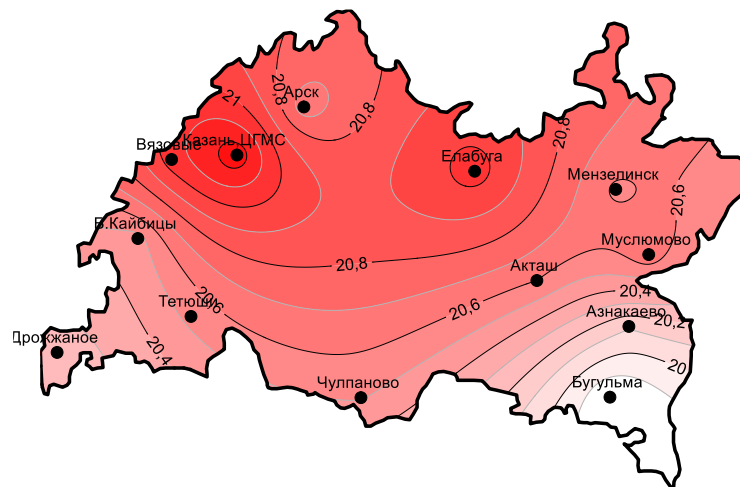 21
20,8
Арск
20,8
Казань,ЦГМС
Вязовые
20,8
Елабуга
Мензелинск
20,6
В.Кайбицы
Муслюмово
20,8
Акташ
20,6
Тетюши
20,6
20,4
Азнакаево
20,2
Дрожжаное
20,4
20
Чулпаново
Бугульма